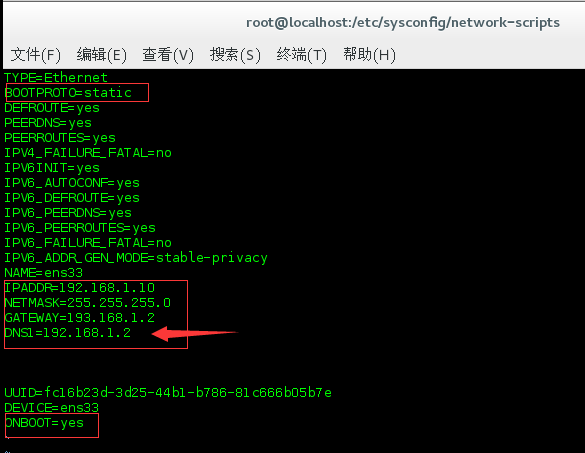 root@localhost:/etc/sysconfig/network-scripts
文件(F) 编辑(E) 查看(V) 搜索(S) 终端(T) 帮助(H)
TYPE=Ethernet
BOOTPROTO=static
DEFROUTE=yes
PEERDNS=yes
PEERROUTES=yes
IPV4_FAILURE_FATAL=no
IPV6INIT=yes
IPV6_AUTOCONF=yes
IPV6_DEFROUTE=yes
IPV6_PEERDNS=yes
IPV6_PEERROUTES=yes
IPV6_FAILURE_FATAL=no
IPV6_ADDR_GEN_MODE=stable-privacy
NAME=ens33
IPADDR=192.168.1.10
NETMASK=255.255.255.0
GATEWAY=193.168.1.2
DNS1=192.168.1.2
UUID=fc16b23d-3d25-44b1-b786-81c666b05b7e
DEVICE=ens33
ONBOOT=yes